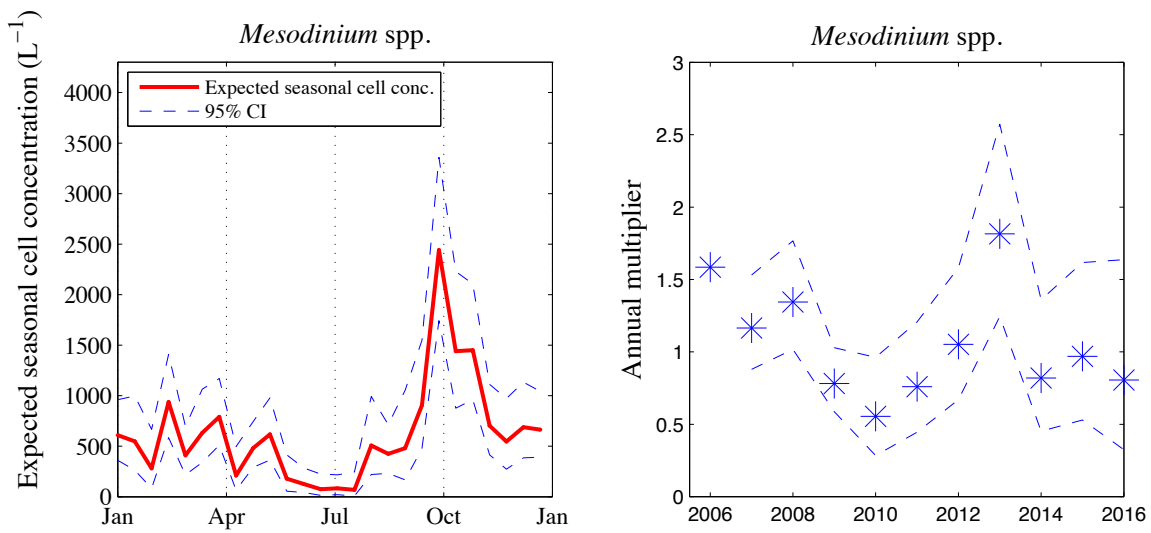 Mesodinium spp.
Expected seasonal cell concentration (L⁻¹)
Expected seasonal cell conc.
95% CI
4000
3500
3000
2500
2000
1500
1000
500
0
Jan Apr Jul Oct Jan
Mesodinium spp.
Annual multiplier
3
2.5
2
1.5
1
0.5
0
2006 2008 2010 2012 2014 2016